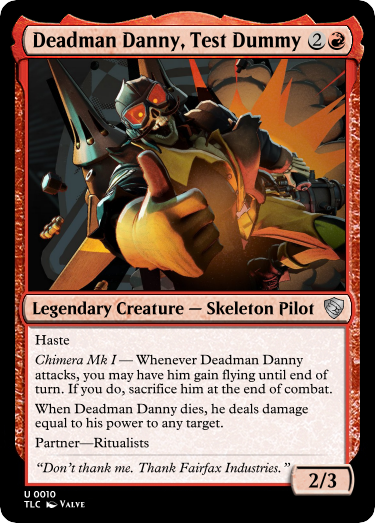 Deadman Danny, Test Dummy 2
Legendary Creature — Skeleton Pilot
Haste
Chimera Mk I — Whenever Deadman Danny
attacks, you may have him gain flying until end of
turn. If you do, sacrifice him at the end of combat.
When Deadman Danny dies, he deals damage
equal to his power to any target.
Partner—Ritualists
“Don’t thank me. Thank Fairfax Industries.”
2/3
U 0010
TLC VALVE